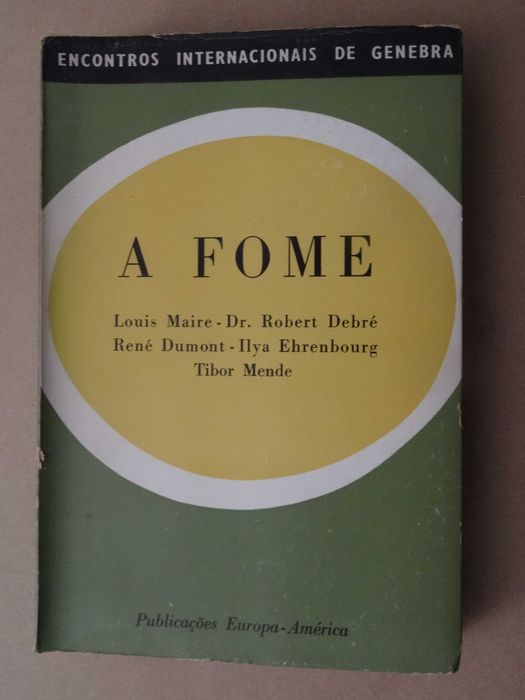 ENCONTROS INTERNACIONAIS DE GENEBRA
A FOME
Louis Maire - Dr. Robert Debré
René Dumont - Ilya Ehrenbourg
Tibor Mende
Publicações Europa-América